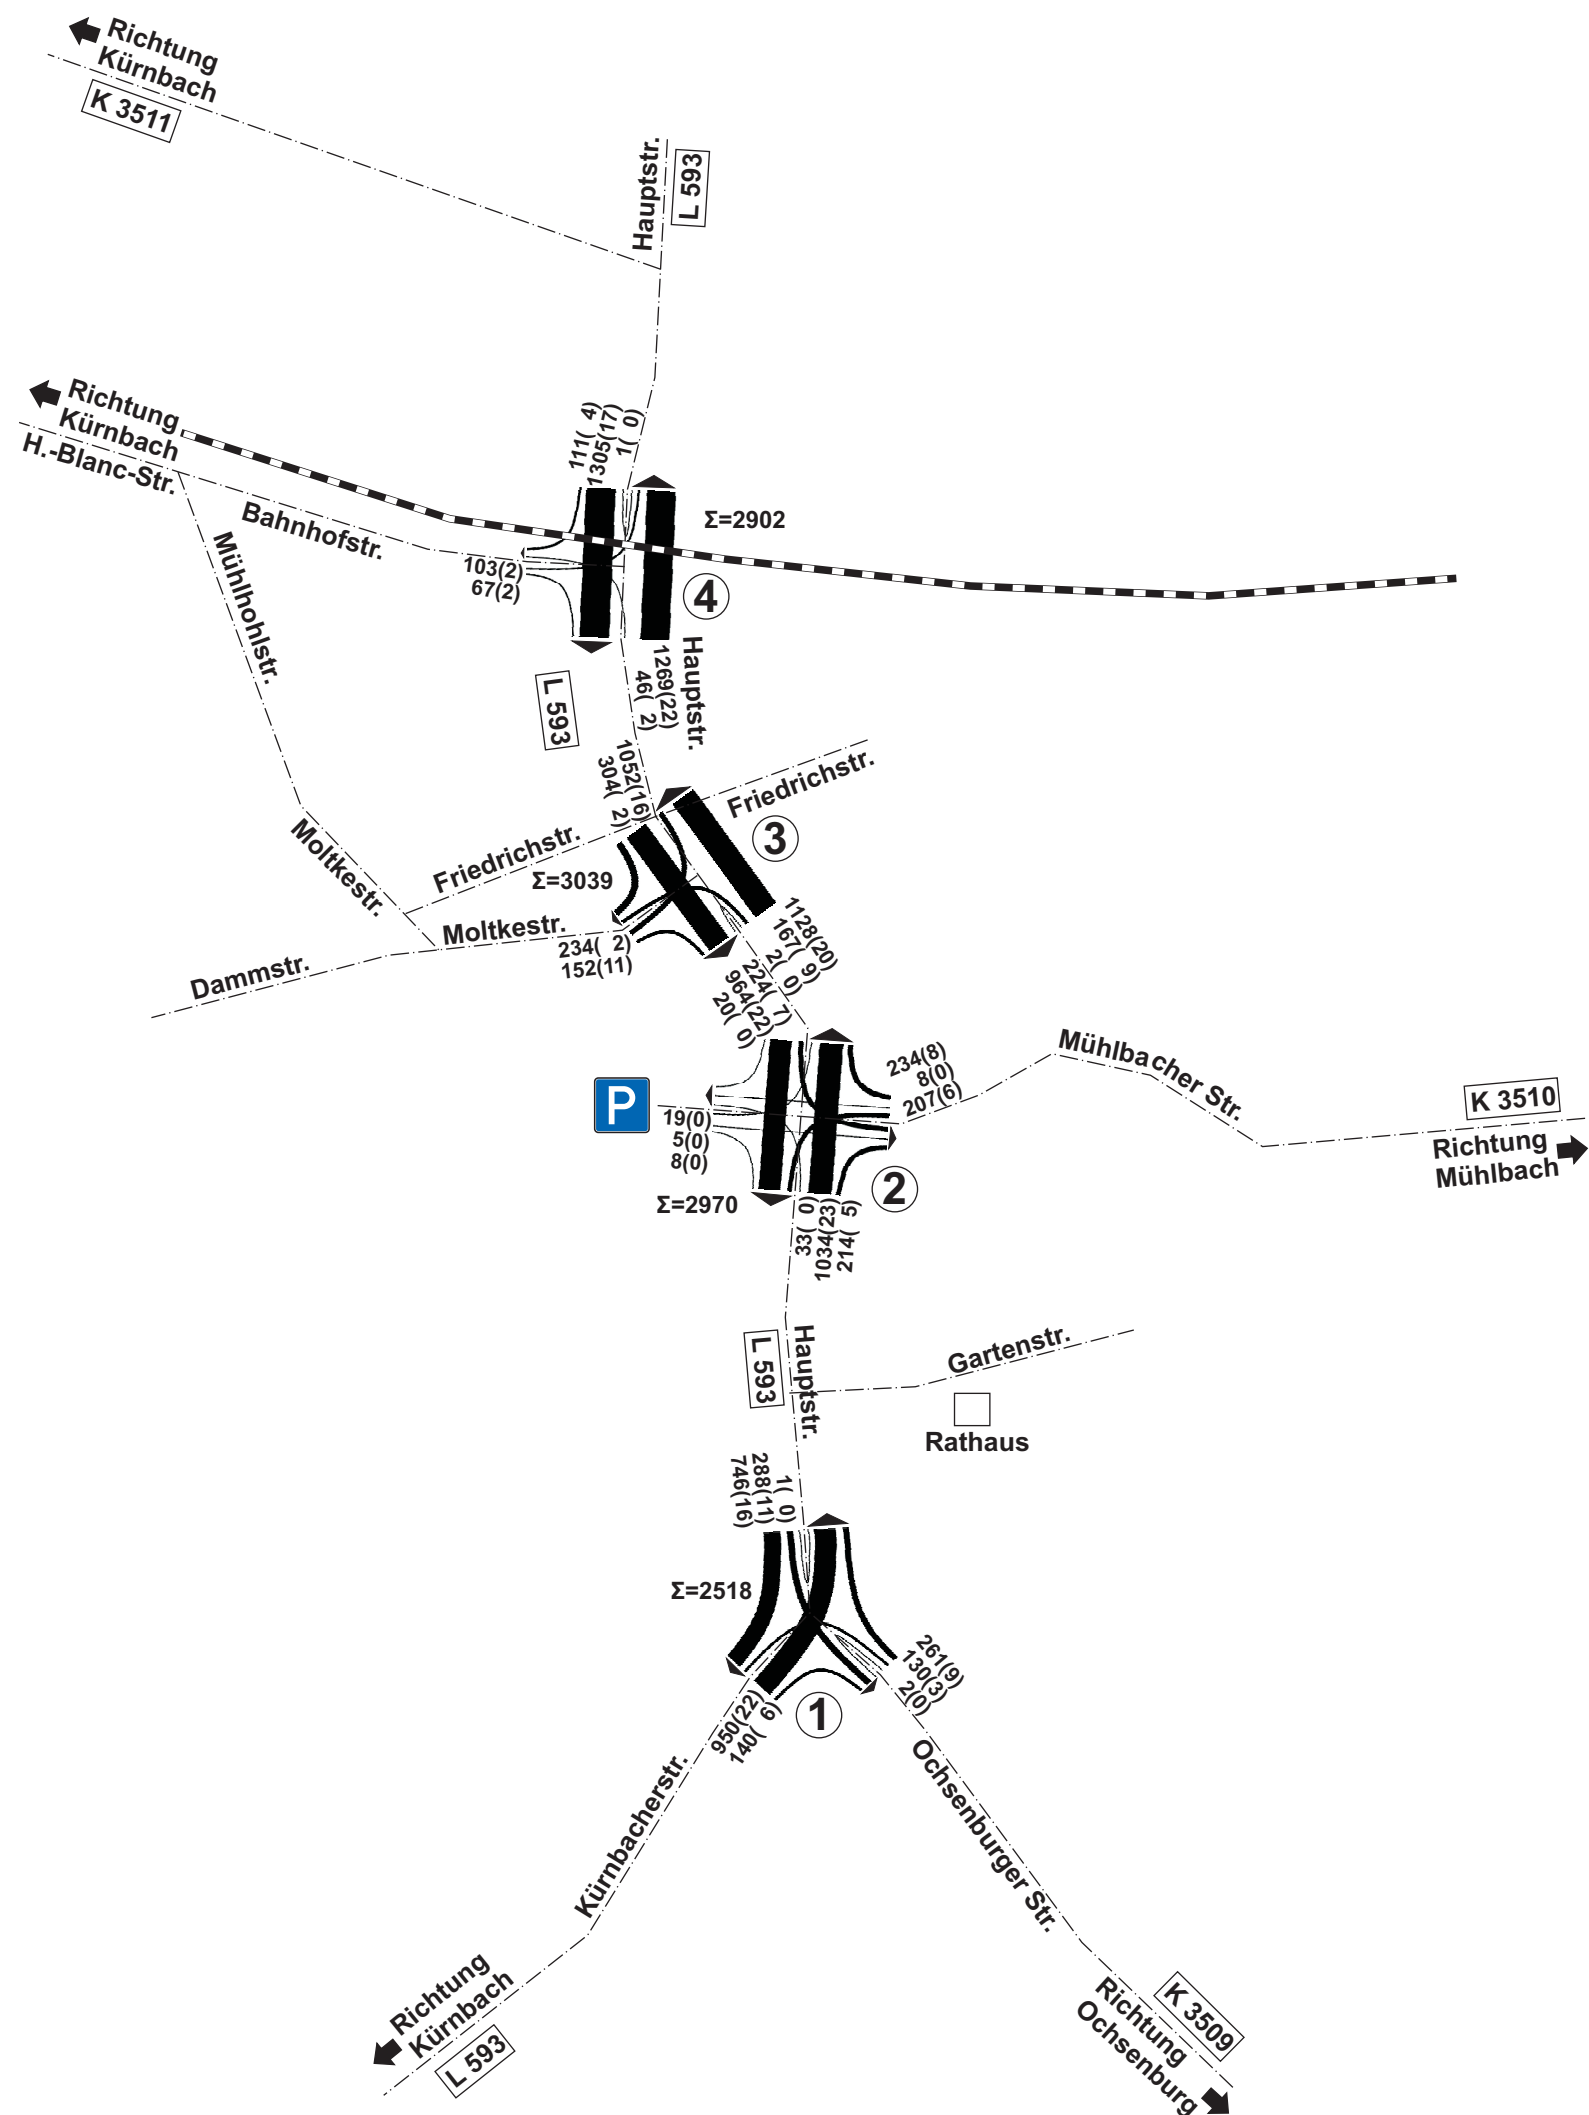 Richtung
Kürnbach
K 3511
Hauptstr.
L 593
Richtung
Kürnbach
H.-Blanc-Str.
Bahnhofstr.
Mühlhohlstr.
111( 4)
1305(17)
1( 0)
Σ=2902
103(2)
67(2)
4
1269(22)
46( 2)
Hauptstr.
L 593
1052(16)
304( 2)
Friedrichstr.
3
Friedrichstr.
Σ=3039
Moltkestr.
Moltkestr.
234( 2)
152(11)
Dammstr.
1128(20)
167( 9)
2( 0)
224( 7)
964(22)
20( 0)
234(8)
8(0)
207(6)
Mühlbacher Str.
K 3510
Richtung
Mühlbach
P
19(0)
5(0)
8(0)
Σ=2970
2
33( 0)
1034(23)
214( 5)
L 593
Hauptstr.
Gartenstr.
Rathaus
1( 0)
288(11)
746(16)
Σ=2518
261(9)
130(3)
2(0)
950(22)
140( 6)
1
Kürnbacherstr.
Ochsenburger Str.
Richtung
Kürnbach
L 593
K 3509
Richtung
Ochsenburg